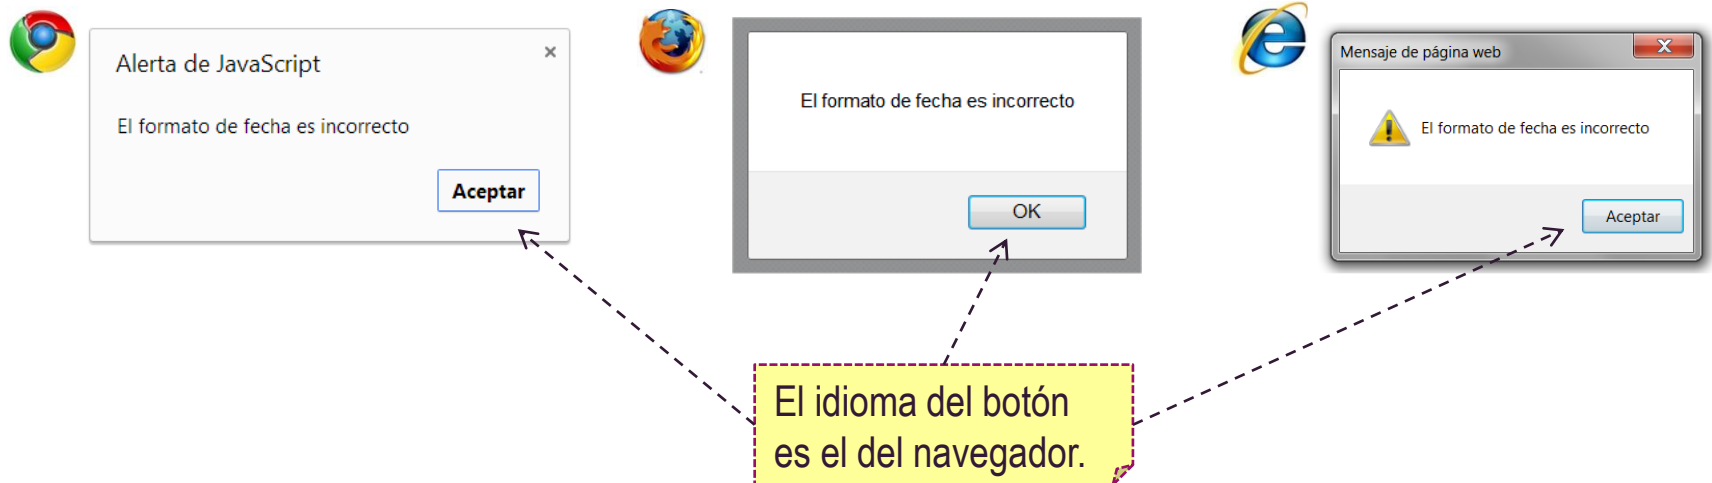 Alerta de JavaScript
El formato de fecha es incorrecto
Aceptar
El formato de fecha es incorrecto
OK
Mensaje de página web
El formato de fecha es incorrecto
Aceptar
El idioma del botón
es el del navegador.